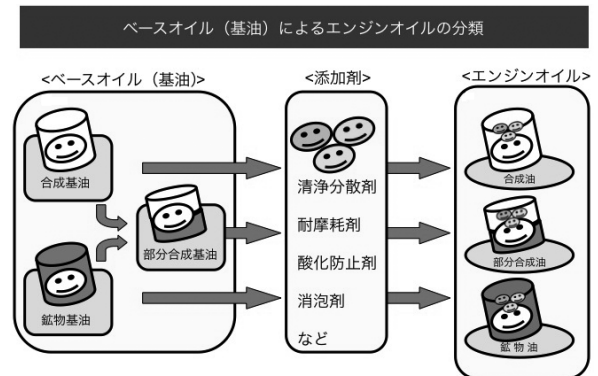 ベースオイル（基油）によるエンジンオイルの分類
<ベースオイル（基油)>
合成基油
部分合成基油
鉱物基油
<添加剤>
清浄分散剤
耐摩耗剤
酸化防止剤
消泡剤
など
<エンジンオイル>
合成油
部分合成油
鉱 物 油